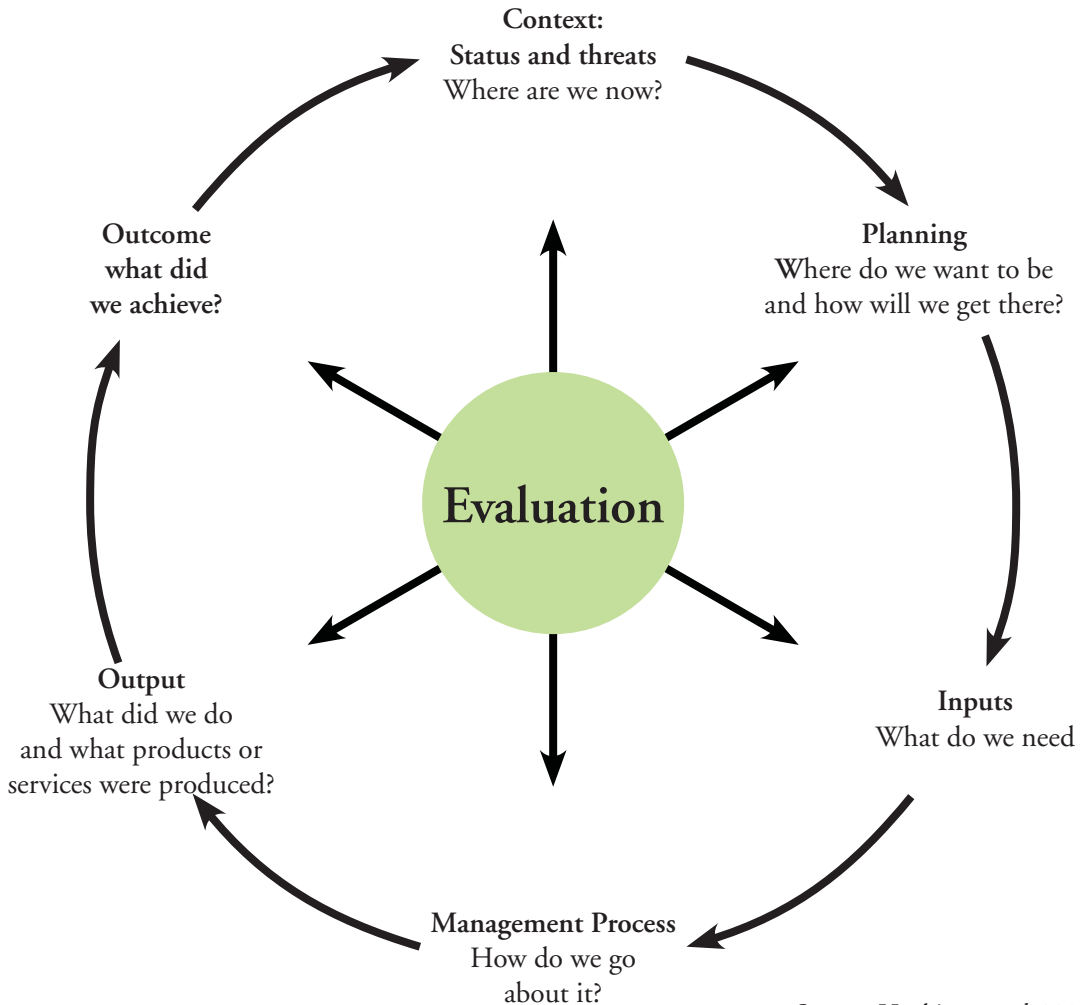 Context:
Status and threats
Where are we now?
Planning
Where do we want to be
and how will we get there?
Inputs
What do we need
Management Process
How do we go
about it?
Output
What did we do
and what products or
services were produced?
Outcome
what did
we achieve?
Evaluation